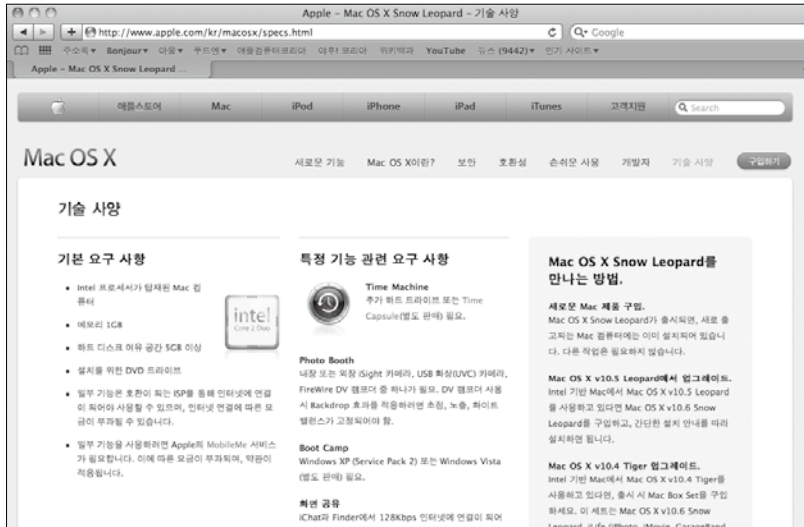 Apple – Mac OS X Snow Leopard – 기술 사양
http://www.apple.com/kr/macosx/specs.html
Google
주소록 Bonjour 아물 푸드엔 애플컴퓨터코리아 야후! 코리아 위키백과 YouTube 뉴스 (9442) 인기 사이트
Apple – Mac OS X Snow Leopard ...
애플스토어 Mac iPod iPhone iPad iTunes 고객지원 Search
Mac OS X
새로운 기능 Mac OS X이란? 보안 호환성 손쉬운 사용 개발자 기술 사양 구입하기
기술 사양
기본 요구 사항
Intel 프로세서가 탑재된 Mac 컴
퓨터
메모리 1GB
하드 디스크 여유 공간 5GB 이상
설치를 위한 DVD 드라이브
일부 기능은 호환이 되는 ISP를 통해 인터넷에 연결
이 되어야 사용할 수 있으며, 인터넷 연결에 따른 요
금이 부과될 수 있습니다.
일부 기능을 사용하려면 Apple의 MobileMe 서비스
가 필요합니다. 이에 따른 요금이 부과되며, 약관이
적용됩니다.
intel
Core 2 Duo
특정 기능 관련 요구 사항
Time Machine
추가 하드 드라이브 또는 Time
Capsule(별도 판매) 필요.
Photo Booth
내장 또는 외장 iSight 카메라, USB 화상(UVC) 카메라,
FireWire DV 캠코더 중 하나가 필요. DV 캠코더 사용
시 Backdrop 효과를 적용하려면 초점, 노출, 화이트
밸런스가 고정되어야 함.
Boot Camp
Windows XP (Service Pack 2) 또는 Windows Vista
(별도 판매) 필요.
화면 공유
iChat과 Finder에서 128Kbps 인터넷에 연결이 되어
Mac OS X Snow Leopard를
만나는 방법.
새로운 Mac 제품 구입.
Mac OS X Snow Leopard가 출시되면, 새로 출
고되는 Mac 컴퓨터에는 이미 설치되어 있습니
다. 다른 작업은 필요하지 않습니다.
Mac OS X v10.5 Leopard에서 업그레이드.
Intel 기반 Mac에서 Mac OS X v10.5 Leopard
를 사용하고 있다면 Mac OS X v10.6 Snow
Leopard를 구입하고, 간단한 설치 안내를 따라
설치하면 됩니다.
Mac OS X v10.4 Tiger 업그레이드.
Intel 기반 Mac에서 Mac OS X v10.4 Tiger를
사용하고 있다면, 출시 시 Mac Box Set를 구입
하세요. 이 세트는 Mac OS X v10.6 Snow
Leopard, iLife (iPhoto, iMovie, GarageBand,